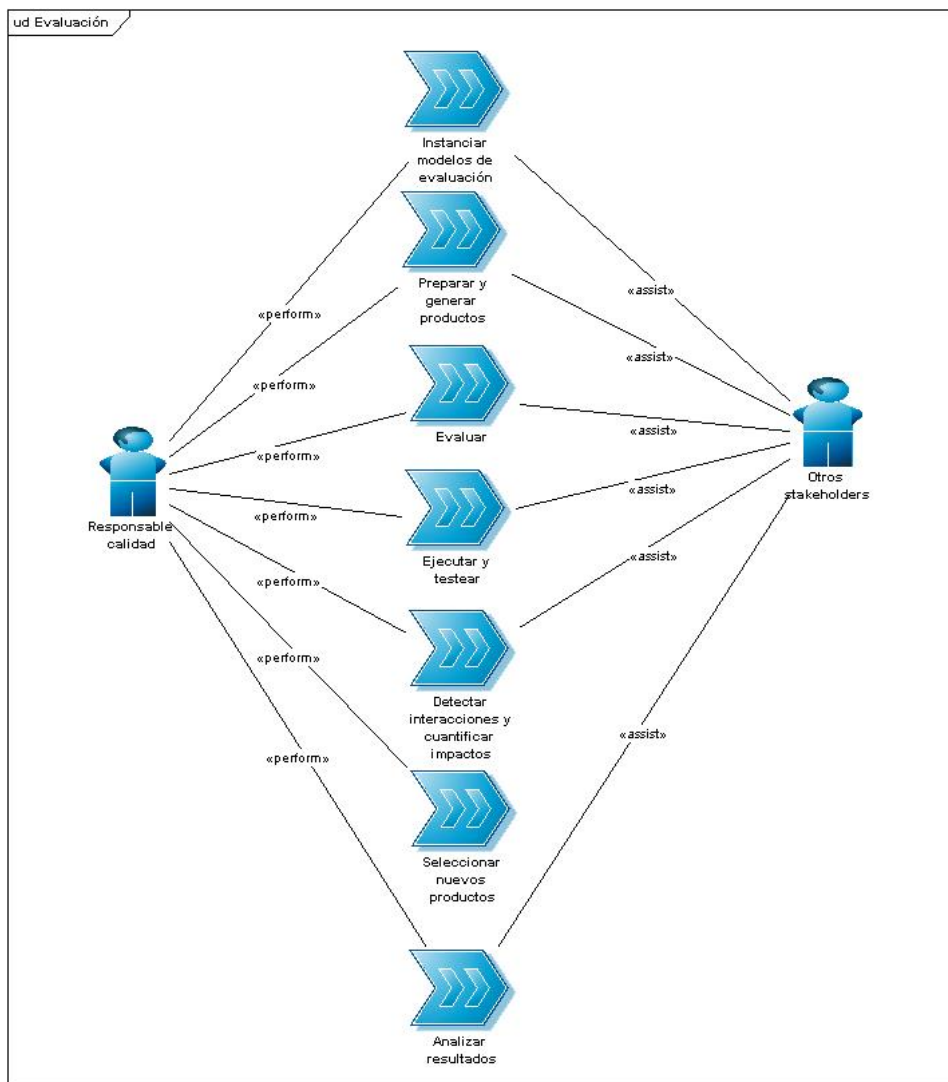 ud Evaluación
Instanciar
modelos de
evaluación
«perform»
«assist»
Preparar y
generar
productos
«perform»
«assist»
Evaluar
«perform»
«assist»
Responsable
calidad
Otros
stakeholders
«perform»
«assist»
Ejecutar y
testear
«perform»
«assist»
Detectar
interacciones y
cuantificar
impactos
«perform»
Seleccionar
nuevos
productos
«perform»
«assist»
Analizar
resultados